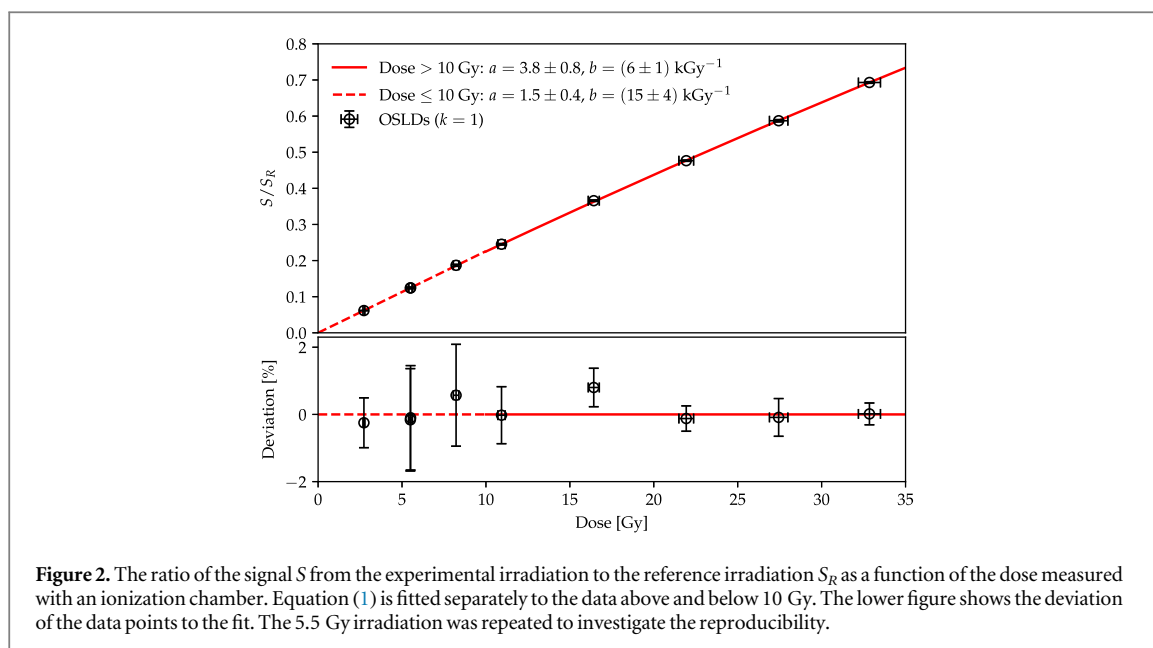 0.8
0.7
0.6
0.5
0.4
0.3
0.2
0.1
0.0
S/S_R
Dose > 10 Gy: a = 3.8 ± 0.8, b = (6 ± 1) kGy⁻¹
Dose ≤ 10 Gy: a = 1.5 ± 0.4, b = (15 ± 4) kGy⁻¹
OSLDs (k = 1)
2
0
−2
Deviation [%]
0 5 10 15 20 25 30 35
Dose [Gy]
Figure 2. The ratio of the signal S from the experimental irradiation to the reference irradiation S_R as a function of the dose measured
with an ionization chamber. Equation (1) is fitted separately to the data above and below 10 Gy. The lower figure shows the deviation
of the data points to the fit. The 5.5 Gy irradiation was repeated to investigate the reproducibility.